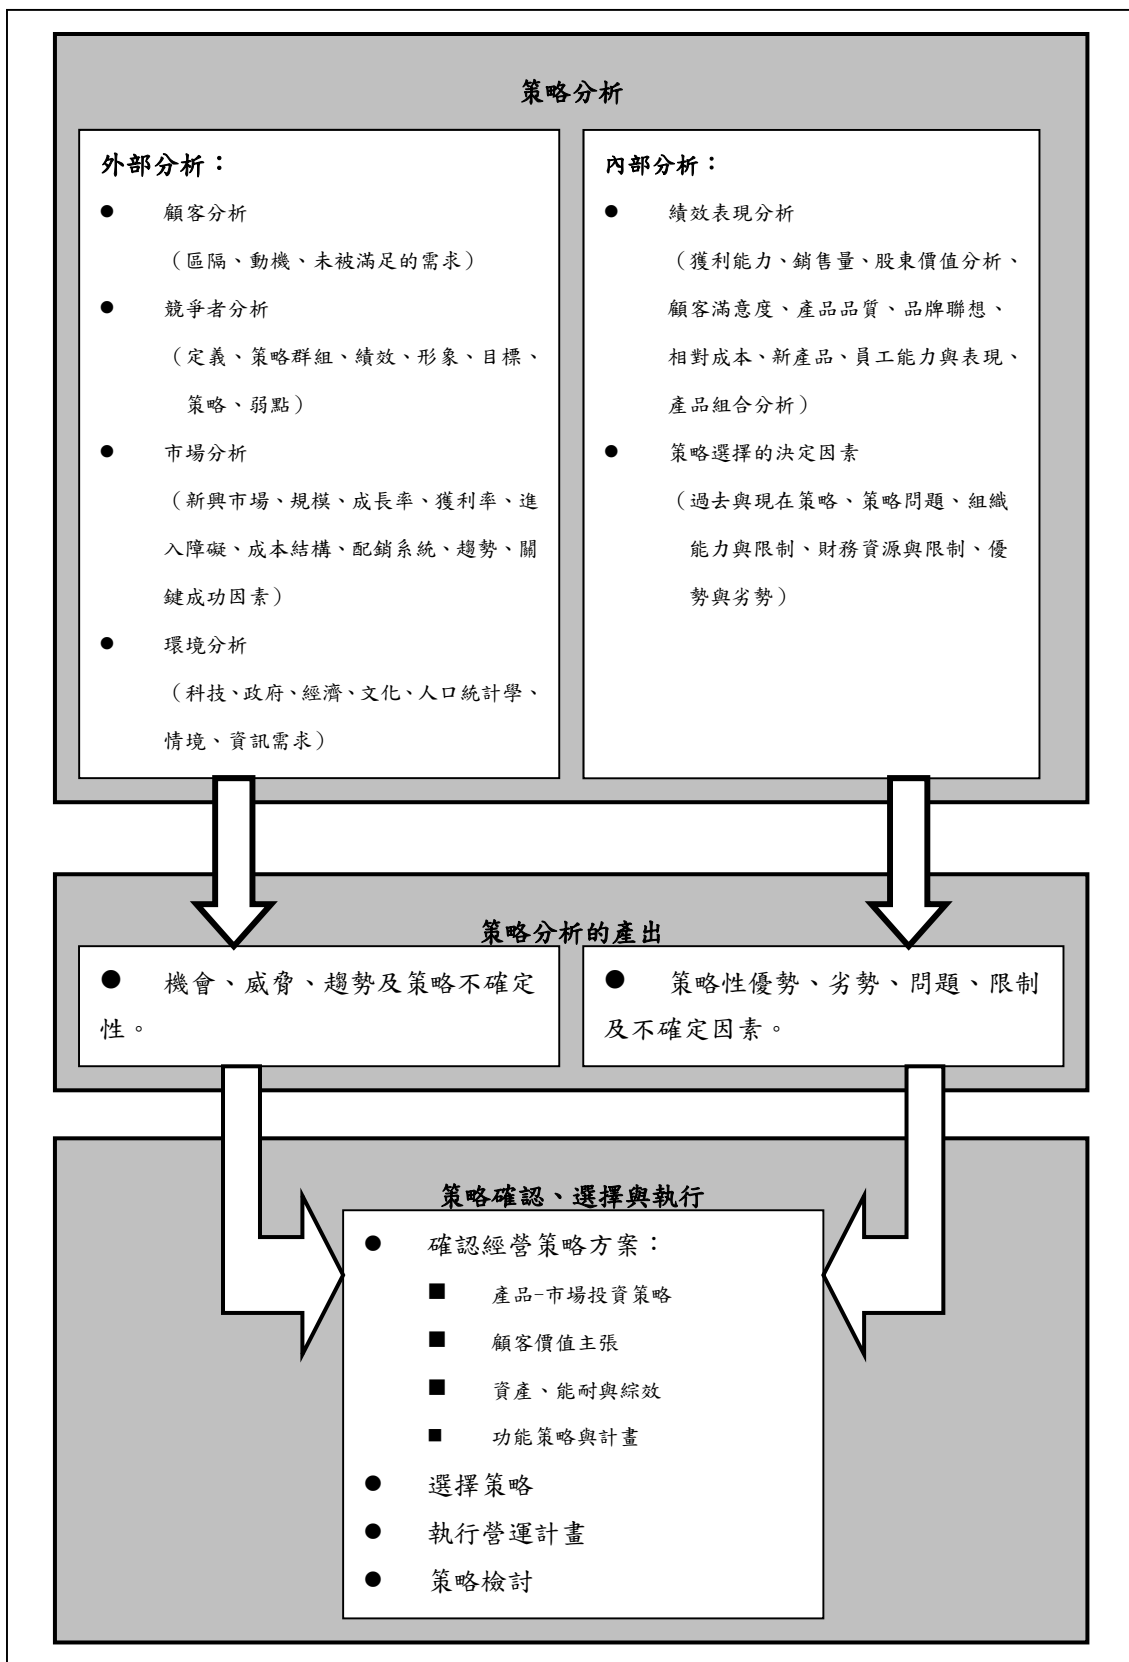 策略分析
外部分析：
● 顧客分析
（區隔、動機、未被滿足的需求）
● 競爭者分析
（定義、策略群組、績效、形象、目標、
策略、弱點）
● 市場分析
（新興市場、規模、成長率、獲利率、進
入障礙、成本結構、配銷系統、趨勢、關
鍵成功因素）
● 環境分析
（科技、政府、經濟、文化、人口統計學、
情境、資訊需求）
內部分析：
● 績效表現分析
（獲利能力、銷售量、股東價值分析、
顧客滿意度、產品品質、品牌聯想、
相對成本、新產品、員工能力與表現、
產品組合分析）
● 策略選擇的決定因素
（過去與現在策略、策略問題、組織
能力與限制、財務資源與限制、優
勢與劣勢）
策略分析的產出
● 機會、威脅、趨勢及策略不確定
性。
● 策略性優勢、劣勢、問題、限制
及不確定因素。
策略確認、選擇與執行
● 確認經營策略方案：
■ 產品-市場投資策略
■ 顧客價值主張
■ 資產、能耐與綜效
■ 功能策略與計畫
● 選擇策略
● 執行營運計畫
● 策略檢討